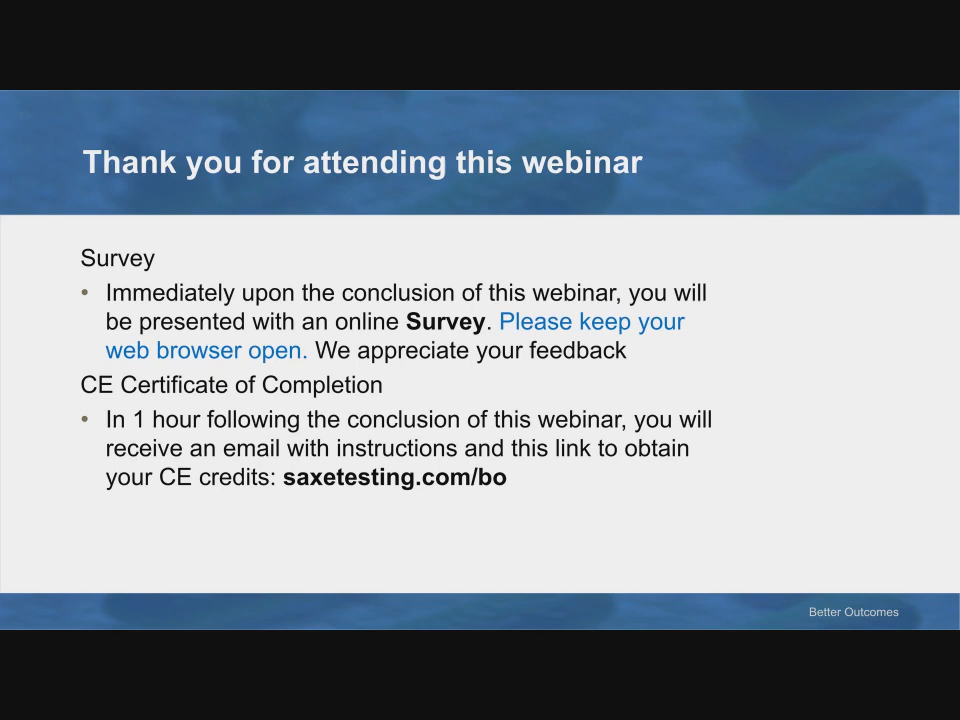 Thank you for attending this webinar
Survey
• Immediately upon the conclusion of this webinar, you will
be presented with an online Survey. Please keep your
web browser open. We appreciate your feedback
CE Certificate of Completion
• In 1 hour following the conclusion of this webinar, you will
receive an email with instructions and this link to obtain
your CE credits: saxetesting.com/bo
Better Outcomes